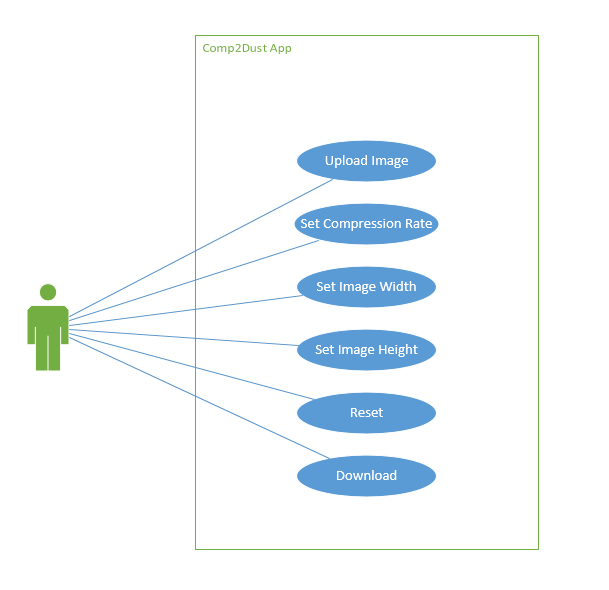 Comp2Dust App
Upload Image
Set Compression Rate
Set Image Width
Set Image Height
Reset
Download